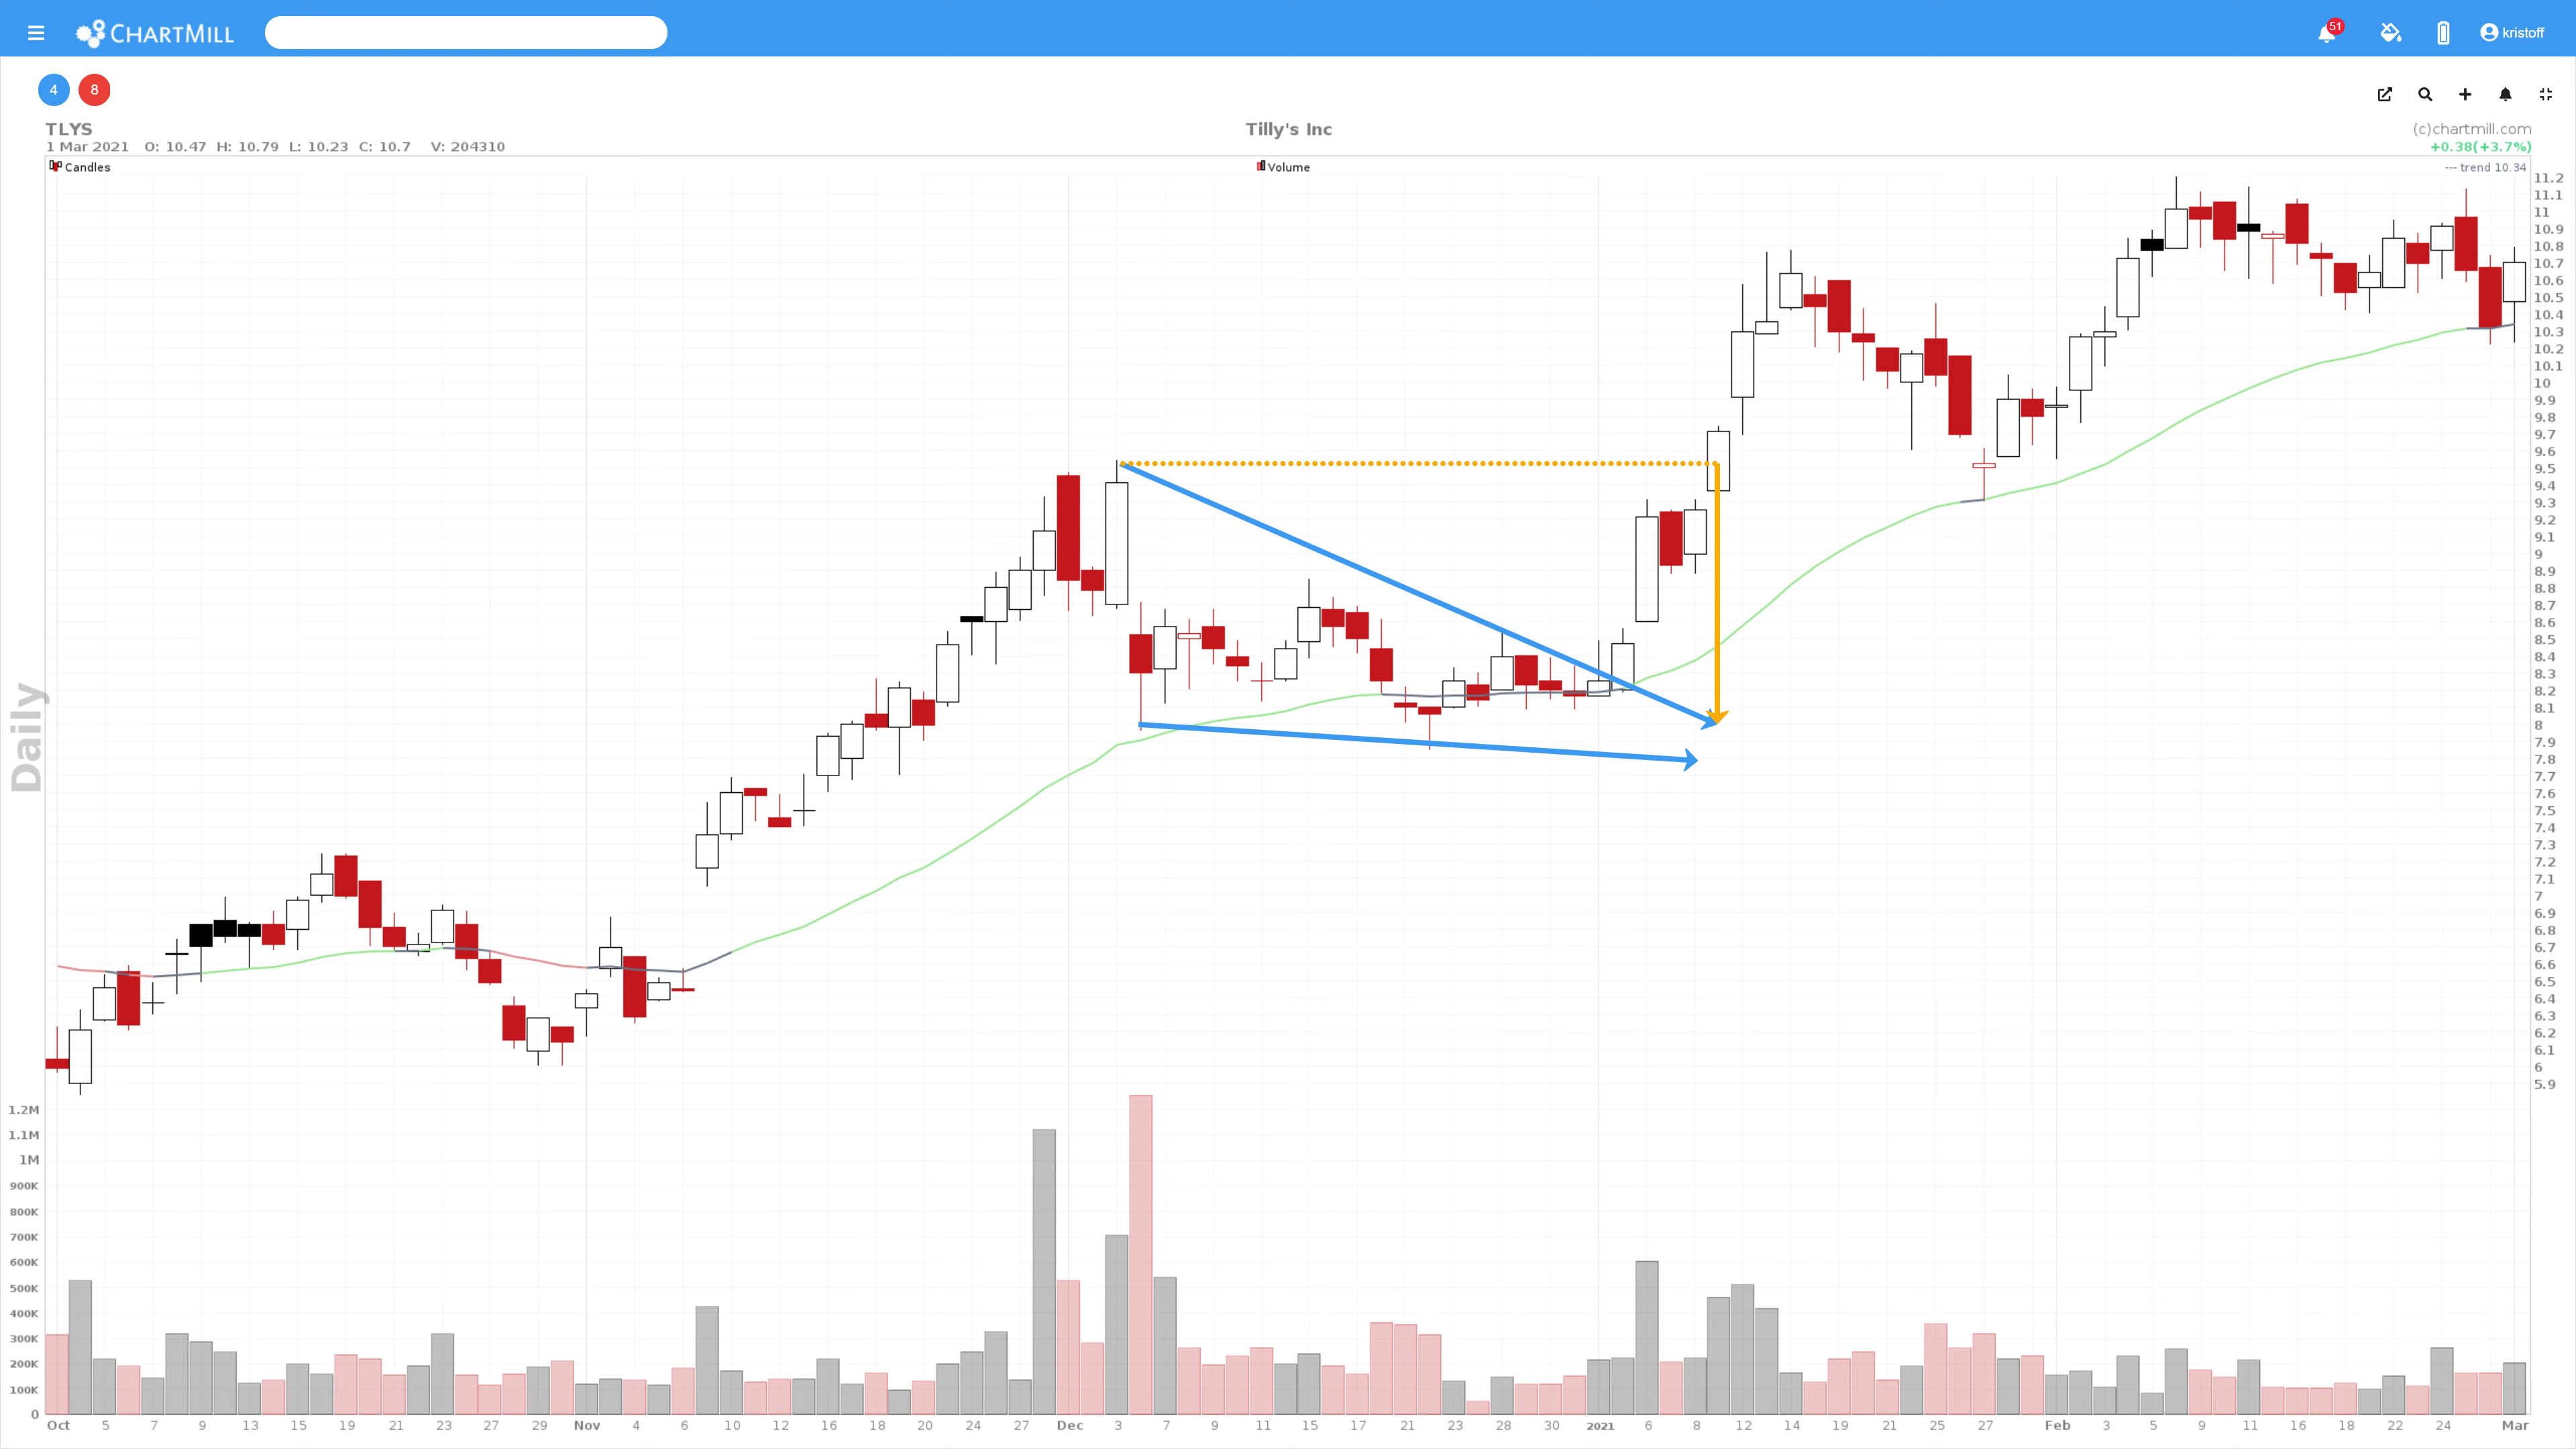 CHARTMILL
51
kristoff
4 8
TLYS
Tilly's Inc
(c)chartmill.com
1 Mar 2021 O: 10.47 H: 10.79 L: 10.23 C: 10.7 V: 204310
+0.38(+3.7%)
Candles
Volume
--- trend 10.34
11.2
11.1
11
10.9
10.8
10.7
10.6
10.5
10.4
10.3
10.2
10.1
10
9.9
9.8
9.7
9.6
9.5
9.4
9.3
9.2
9.1
9
8.9
8.8
8.7
8.6
8.5
8.4
8.3
8.2
8.1
8
7.9
7.8
7.7
7.6
7.5
7.4
7.3
7.2
7.1
7
6.9
6.8
6.7
6.6
6.5
6.4
6.3
6.2
6.1
6
5.9
Daily
1.2M
1.1M
1M
900K
800K
700K
600K
500K
400K
300K
200K
100K
0
Oct 5 7 9 13 15 19 21 23 27 29 Nov 4 6 10 12 16 18 20 24 27 Dec 3 7 9 11 15 17 21 23 28 30 2021 6 8 12 14 19 21 25 27 Feb 3 5 9 11 16 18 22 24 Mar